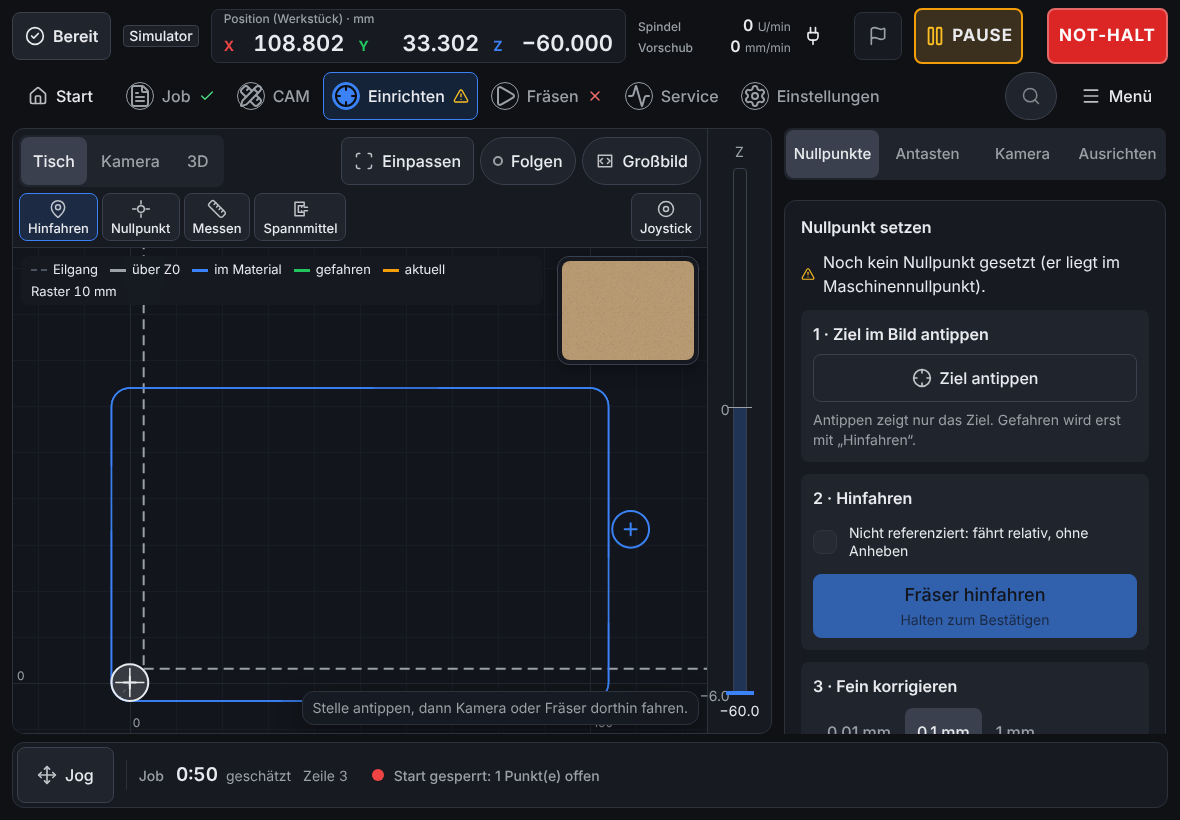 Bereit
Simulator
Position (Werkstück) · mm
X 108.802 Y 33.302 Z −60.000
Spindel 0 U/min
Vorschub 0 mm/min
PAUSE
NOT-HALT
Start
Job
CAM
Einrichten
Fräsen
Service
Einstellungen
Menü
Tisch
Kamera
3D
Einpassen
Folgen
Großbild
Hinfahren
Nullpunkt
Messen
Spannmittel
Joystick
Eilgang
über Z0
im Material
gefahren
aktuell
Raster 10 mm
0
0
Stelle antippen, dann Kamera oder Fräser dorthin fahren.
Z
0
−6.0
−60.0
Nullpunkte
Antasten
Kamera
Ausrichten
Nullpunkt setzen
Noch kein Nullpunkt gesetzt (er liegt im
Maschinennullpunkt).
1 · Ziel im Bild antippen
Ziel antippen
Antippen zeigt nur das Ziel. Gefahren wird erst
mit „Hinfahren“.
2 · Hinfahren
Nicht referenziert: fährt relativ, ohne
Anheben
Fräser hinfahren
Halten zum Bestätigen
3 · Fein korrigieren
0.01 mm
0.1 mm
1 mm
Jog
Job 0:50 geschätzt Zeile 3
Start gesperrt: 1 Punkt(e) offen